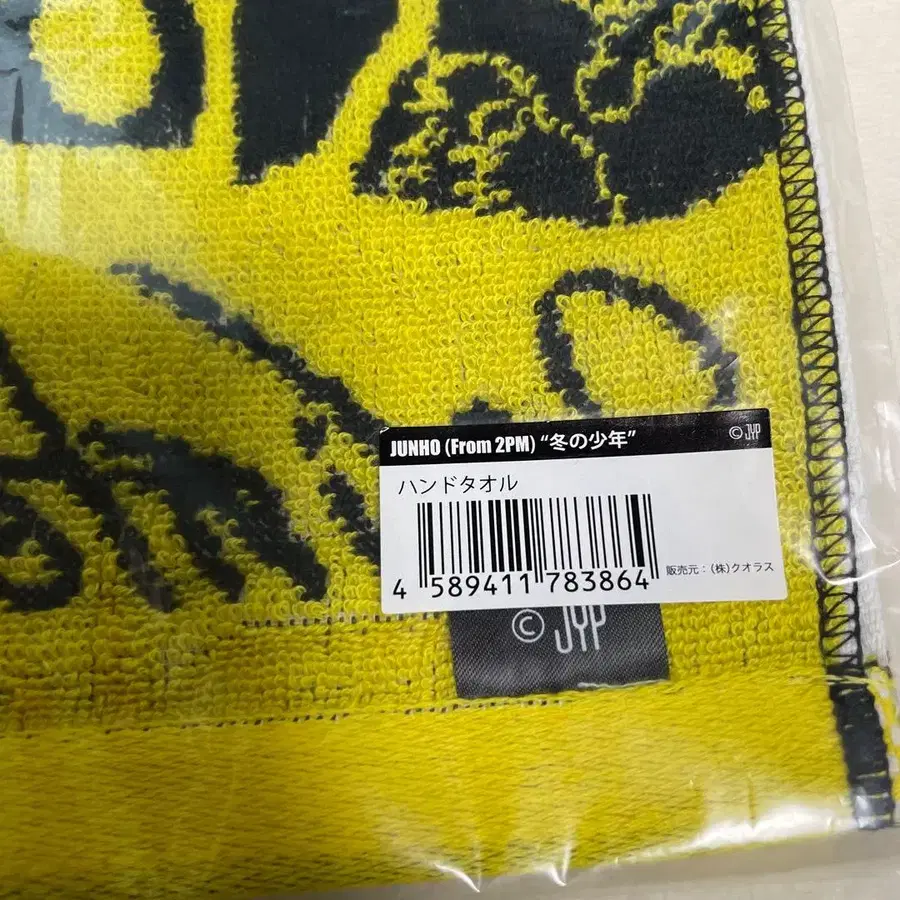 JUNHO (From 2PM) “冬の少年”
© JYP
ハンドタオル
4 589411 783864
販売元：(株)クオラス
© JYP